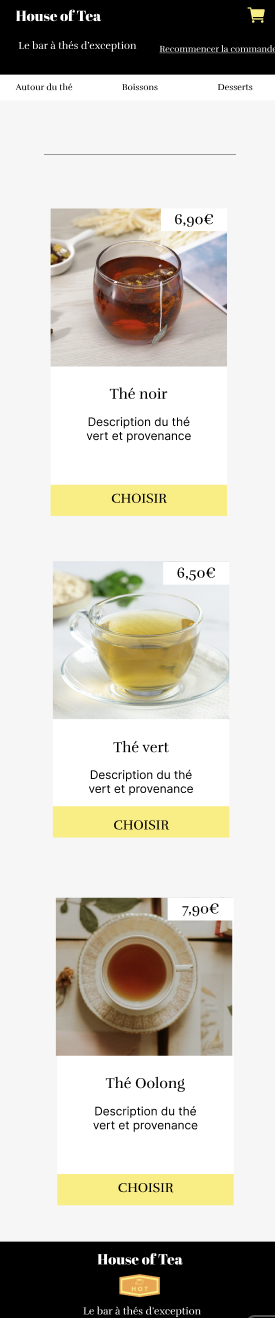 House of Tea
Le bar à thés d'exception
Recommencer la commande
Autour du thé
Boissons
Desserts
6,90€
Thé noir
Description du thé
vert et provenance
CHOISIR
6,50€
Thé vert
Description du thé
vert et provenance
CHOISIR
7,90€
Thé Oolong
Description du thé
vert et provenance
CHOISIR
House of Tea
HOT
Le bar à thés d'exception